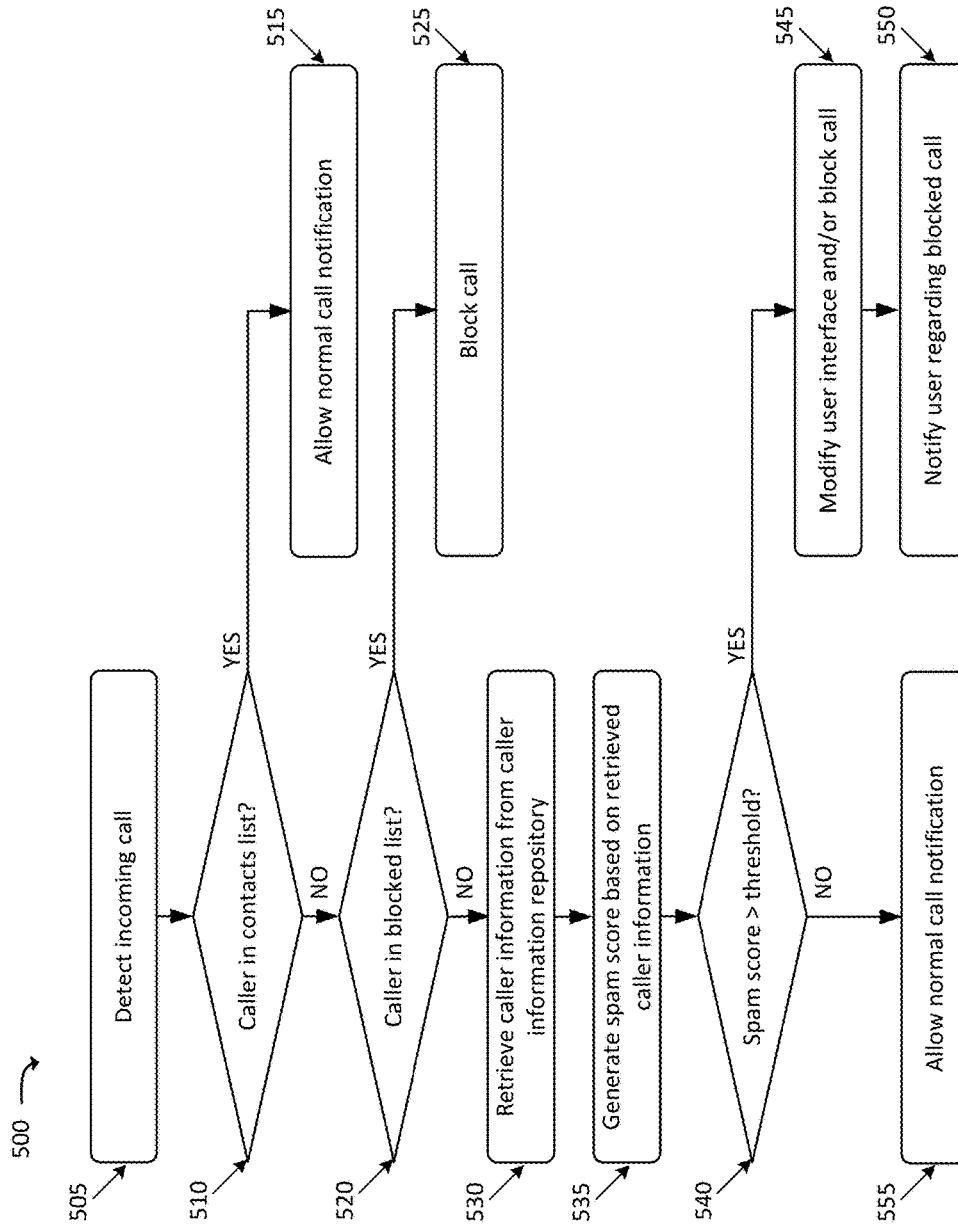 500
505
Detect incoming call
510
Caller in contacts list?
YES
NO
515
Allow normal call notification
520
Caller in blocked list?
YES
NO
525
Block call
530
Retrieve caller information from caller
information repository
535
Generate spam score based on retrieved
caller information
540
Spam score > threshold?
YES
NO
545
Modify user interface and/or block call
550
Notify user regarding blocked call
555
Allow normal call notification